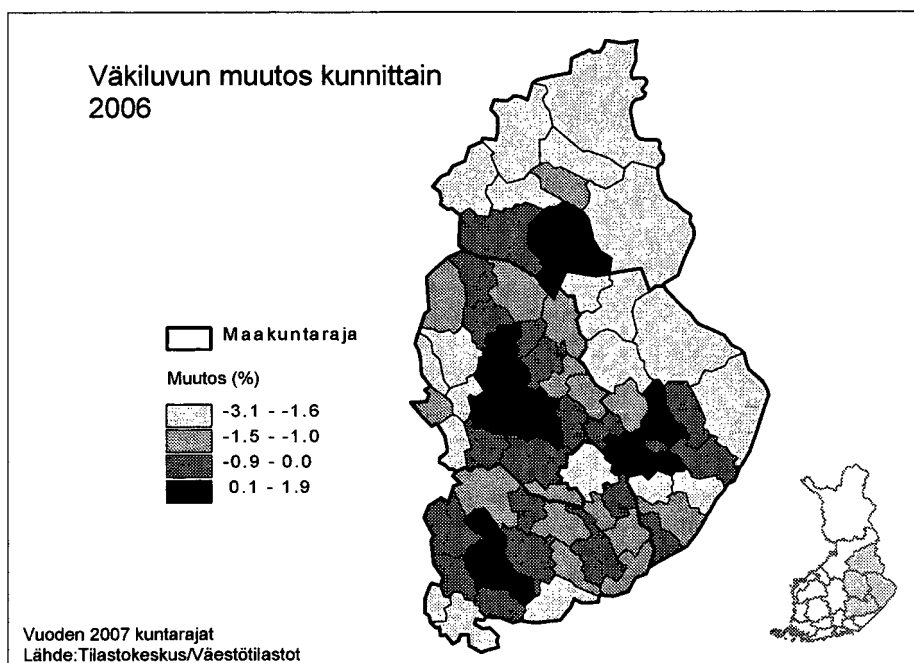 Väkiluvun muutos kunnittain
2006
Maakuntaraja
Muutos (%)
-3.1 - -1.6
-1.5 - -1.0
-0.9 - 0.0
0.1 - 1.9
Vuoden 2007 kuntarajat
Lähde:Tilastokeskus/Väestötilastot